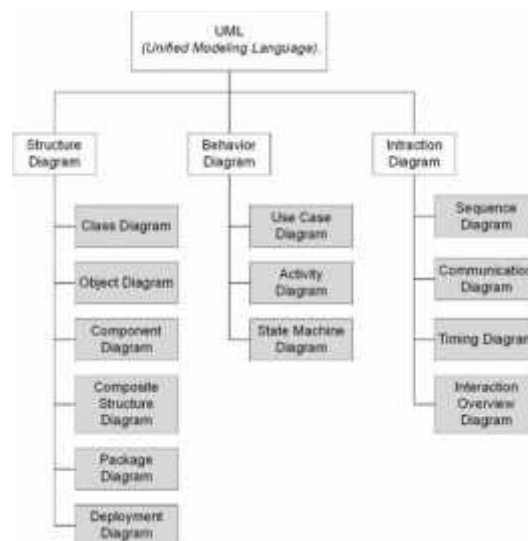 UML
(Unified Modeling Language)
Structure
Diagram
Class Diagram
Object Diagram
Component
Diagram
Composite
Structure
Diagram
Package
Diagram
Deployment
Diagram
Behavior
Diagram
Use Case
Diagram
Activity
Diagram
State Machine
Diagram
Intraction
Diagram
Sequence
Diagram
Communication
Diagram
Timing Diagram
Interaction
Overview
Diagram